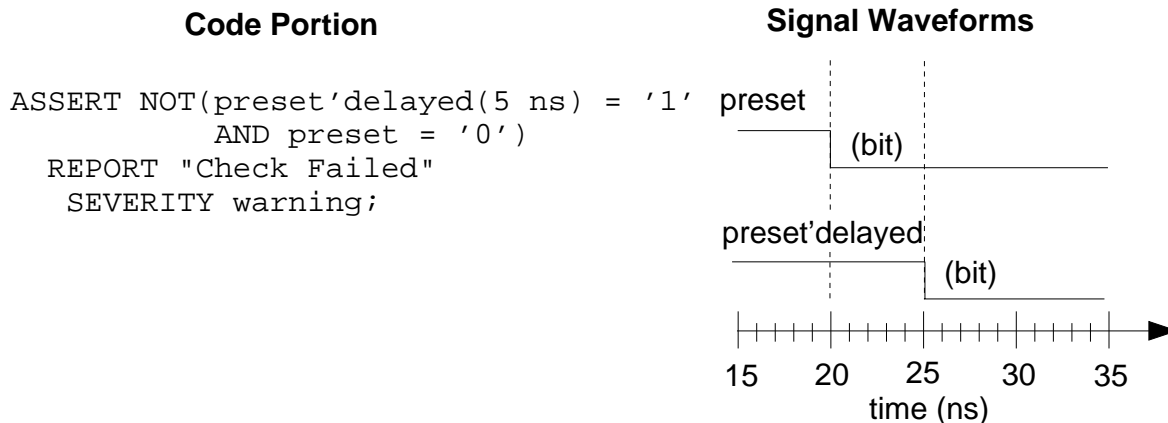 Code Portion
ASSERT NOT(preset’delayed(5 ns) = ’1’
AND preset = ’0’)
REPORT "Check Failed"
SEVERITY warning;
Signal Waveforms
preset
(bit)
preset’delayed
(bit)
15 20 25 30 35
time (ns)